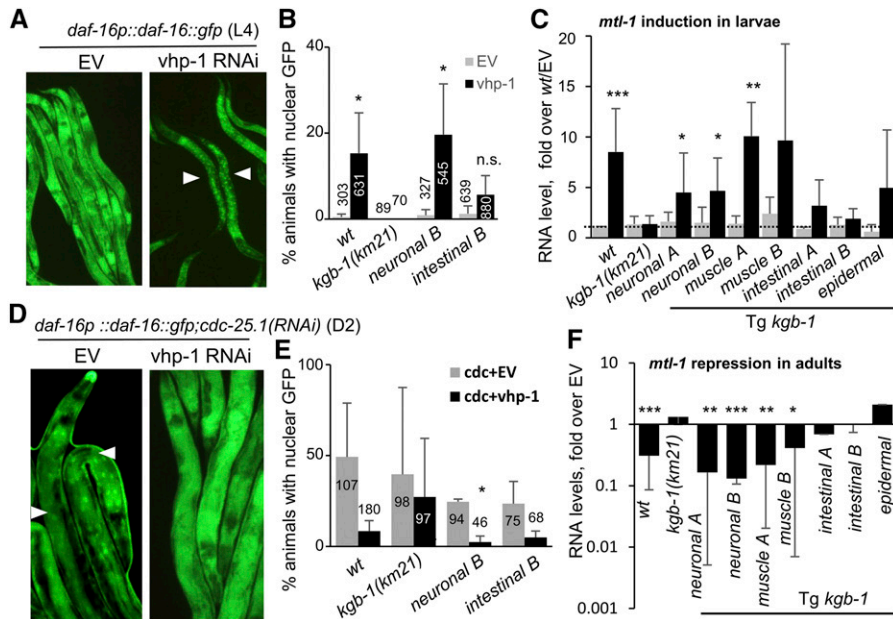 A
daf-16p::daf-16::gfp (L4)
EV
vhp-1 RNAi
B
% animals with nuclear GFP
40
20
0
EV
vhp-1
*
*
n.s.
303
631
89
70
327
545
639
880
wt
kgb-1(km21)
neuronal B
intestinal B
C
mtl-1 induction in larvae
RNA level, fold over wt/EV
20
15
10
5
0
***
*
*
**
wt
kgb-1(km21)
neuronal A
neuronal B
muscle A
muscle B
intestinal A
intestinal B
epidermal
Tg kgb-1
D
daf-16p ::daf-16::gfp;cdc-25.1(RNAi) (D2)
EV
vhp-1 RNAi
E
% animals with nuclear GFP
100
50
0
cdc+EV
cdc+vhp-1
*
107
180
98
97
94
46
75
68
wt
kgb-1(km21)
neuronal B
intestinal B
F
mtl-1 repression in adults
RNA levels, fold over EV
10
1
0.1
0.01
0.001
***
**
***
**
*
wt
kgb-1(km21)
neuronal A
neuronal B
muscle A
muscle B
intestinal A
intestinal B
epidermal
Tg kgb-1